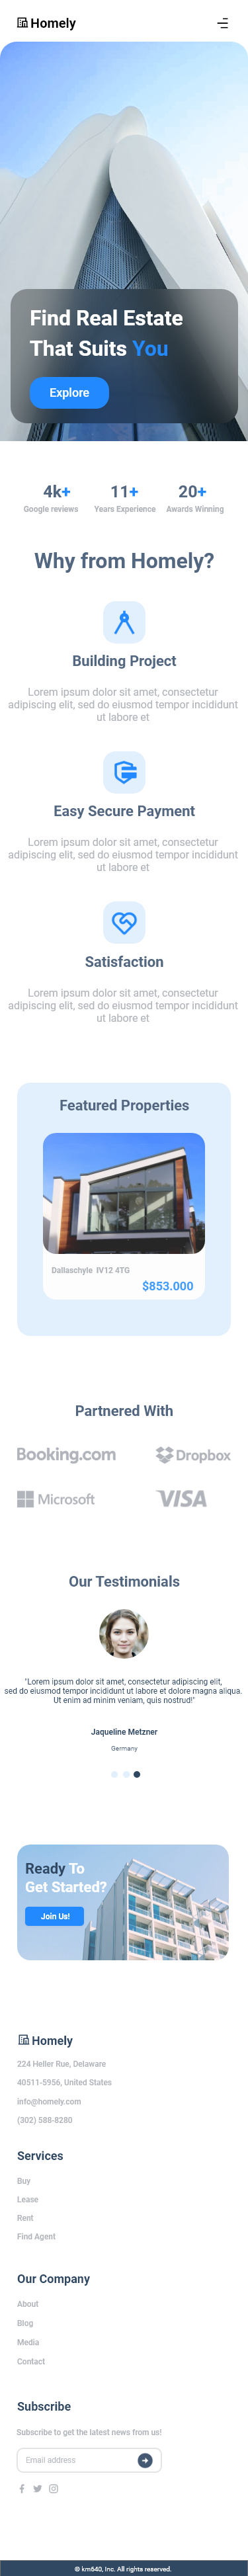 Homely
Find Real Estate
That Suits You
Explore
4k+ 11+ 20+
Google reviews Years Experience Awards Winning
Why from Homely?
Building Project
Lorem ipsum dolor sit amet, consectetur
adipiscing elit, sed do eiusmod tempor incididunt
ut labore et
Easy Secure Payment
Lorem ipsum dolor sit amet, consectetur
adipiscing elit, sed do eiusmod tempor incididunt
ut labore et
Satisfaction
Lorem ipsum dolor sit amet, consectetur
adipiscing elit, sed do eiusmod tempor incididunt
ut labore et
Featured Properties
Dallaschyle IV12 4TG
$853.000
Partnered With
Booking.com Dropbox
Microsoft VISA
Our Testimonials
"Lorem ipsum dolor sit amet, consectetur adipiscing elit,
sed do eiusmod tempor incididunt ut labore et dolore magna aliqua.
Ut enim ad minim veniam, quis nostrud!"
Jaqueline Metzner
Germany
Ready To
Get Started?
Join Us!
Homely
224 Heller Rue, Delaware
40511-5956, United States
info@homely.com
(302) 588-8280
Services
Buy
Lease
Rent
Find Agent
Our Company
About
Blog
Media
Contact
Subscribe
Subscribe to get the latest news from us!
Email address
© km640, Inc. All rights reserved.